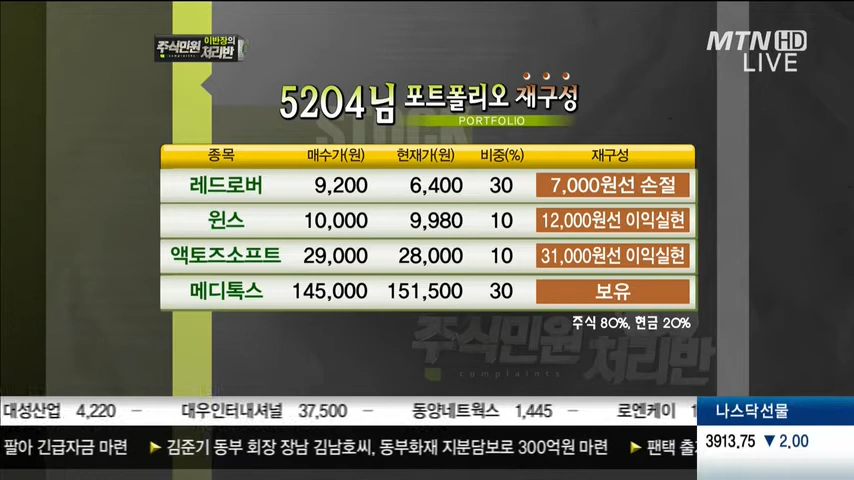 주식민원 이반장의 처리반
complaints
MTN HD
LIVE
5204님 포트폴리오 재구성
PORTFOLIO
STOCK
종목 매수가(원) 현재가(원) 비중(%) 재구성
레드로버 9,200 6,400 30 7,000원선 손절
윈스 10,000 9,980 10 12,000원선 이익실현
액토즈소프트 29,000 28,000 10 31,000원선 이익실현
메디톡스 145,000 151,500 30 보유
주식 80%, 현금 20%
주식민원 처리반
complaints
대성산업 4,220 – 대우인터내셔널 37,500 – 동양네트웍스 1,445 – 로엔케이 1
나스닥선물
팔아 긴급자금 마련 ▶ 김준기 동부 회장 장남 김남호씨, 동부화재 지분담보로 300억원 마련 ▶ 팬택 출
3913.75 ▼2.00